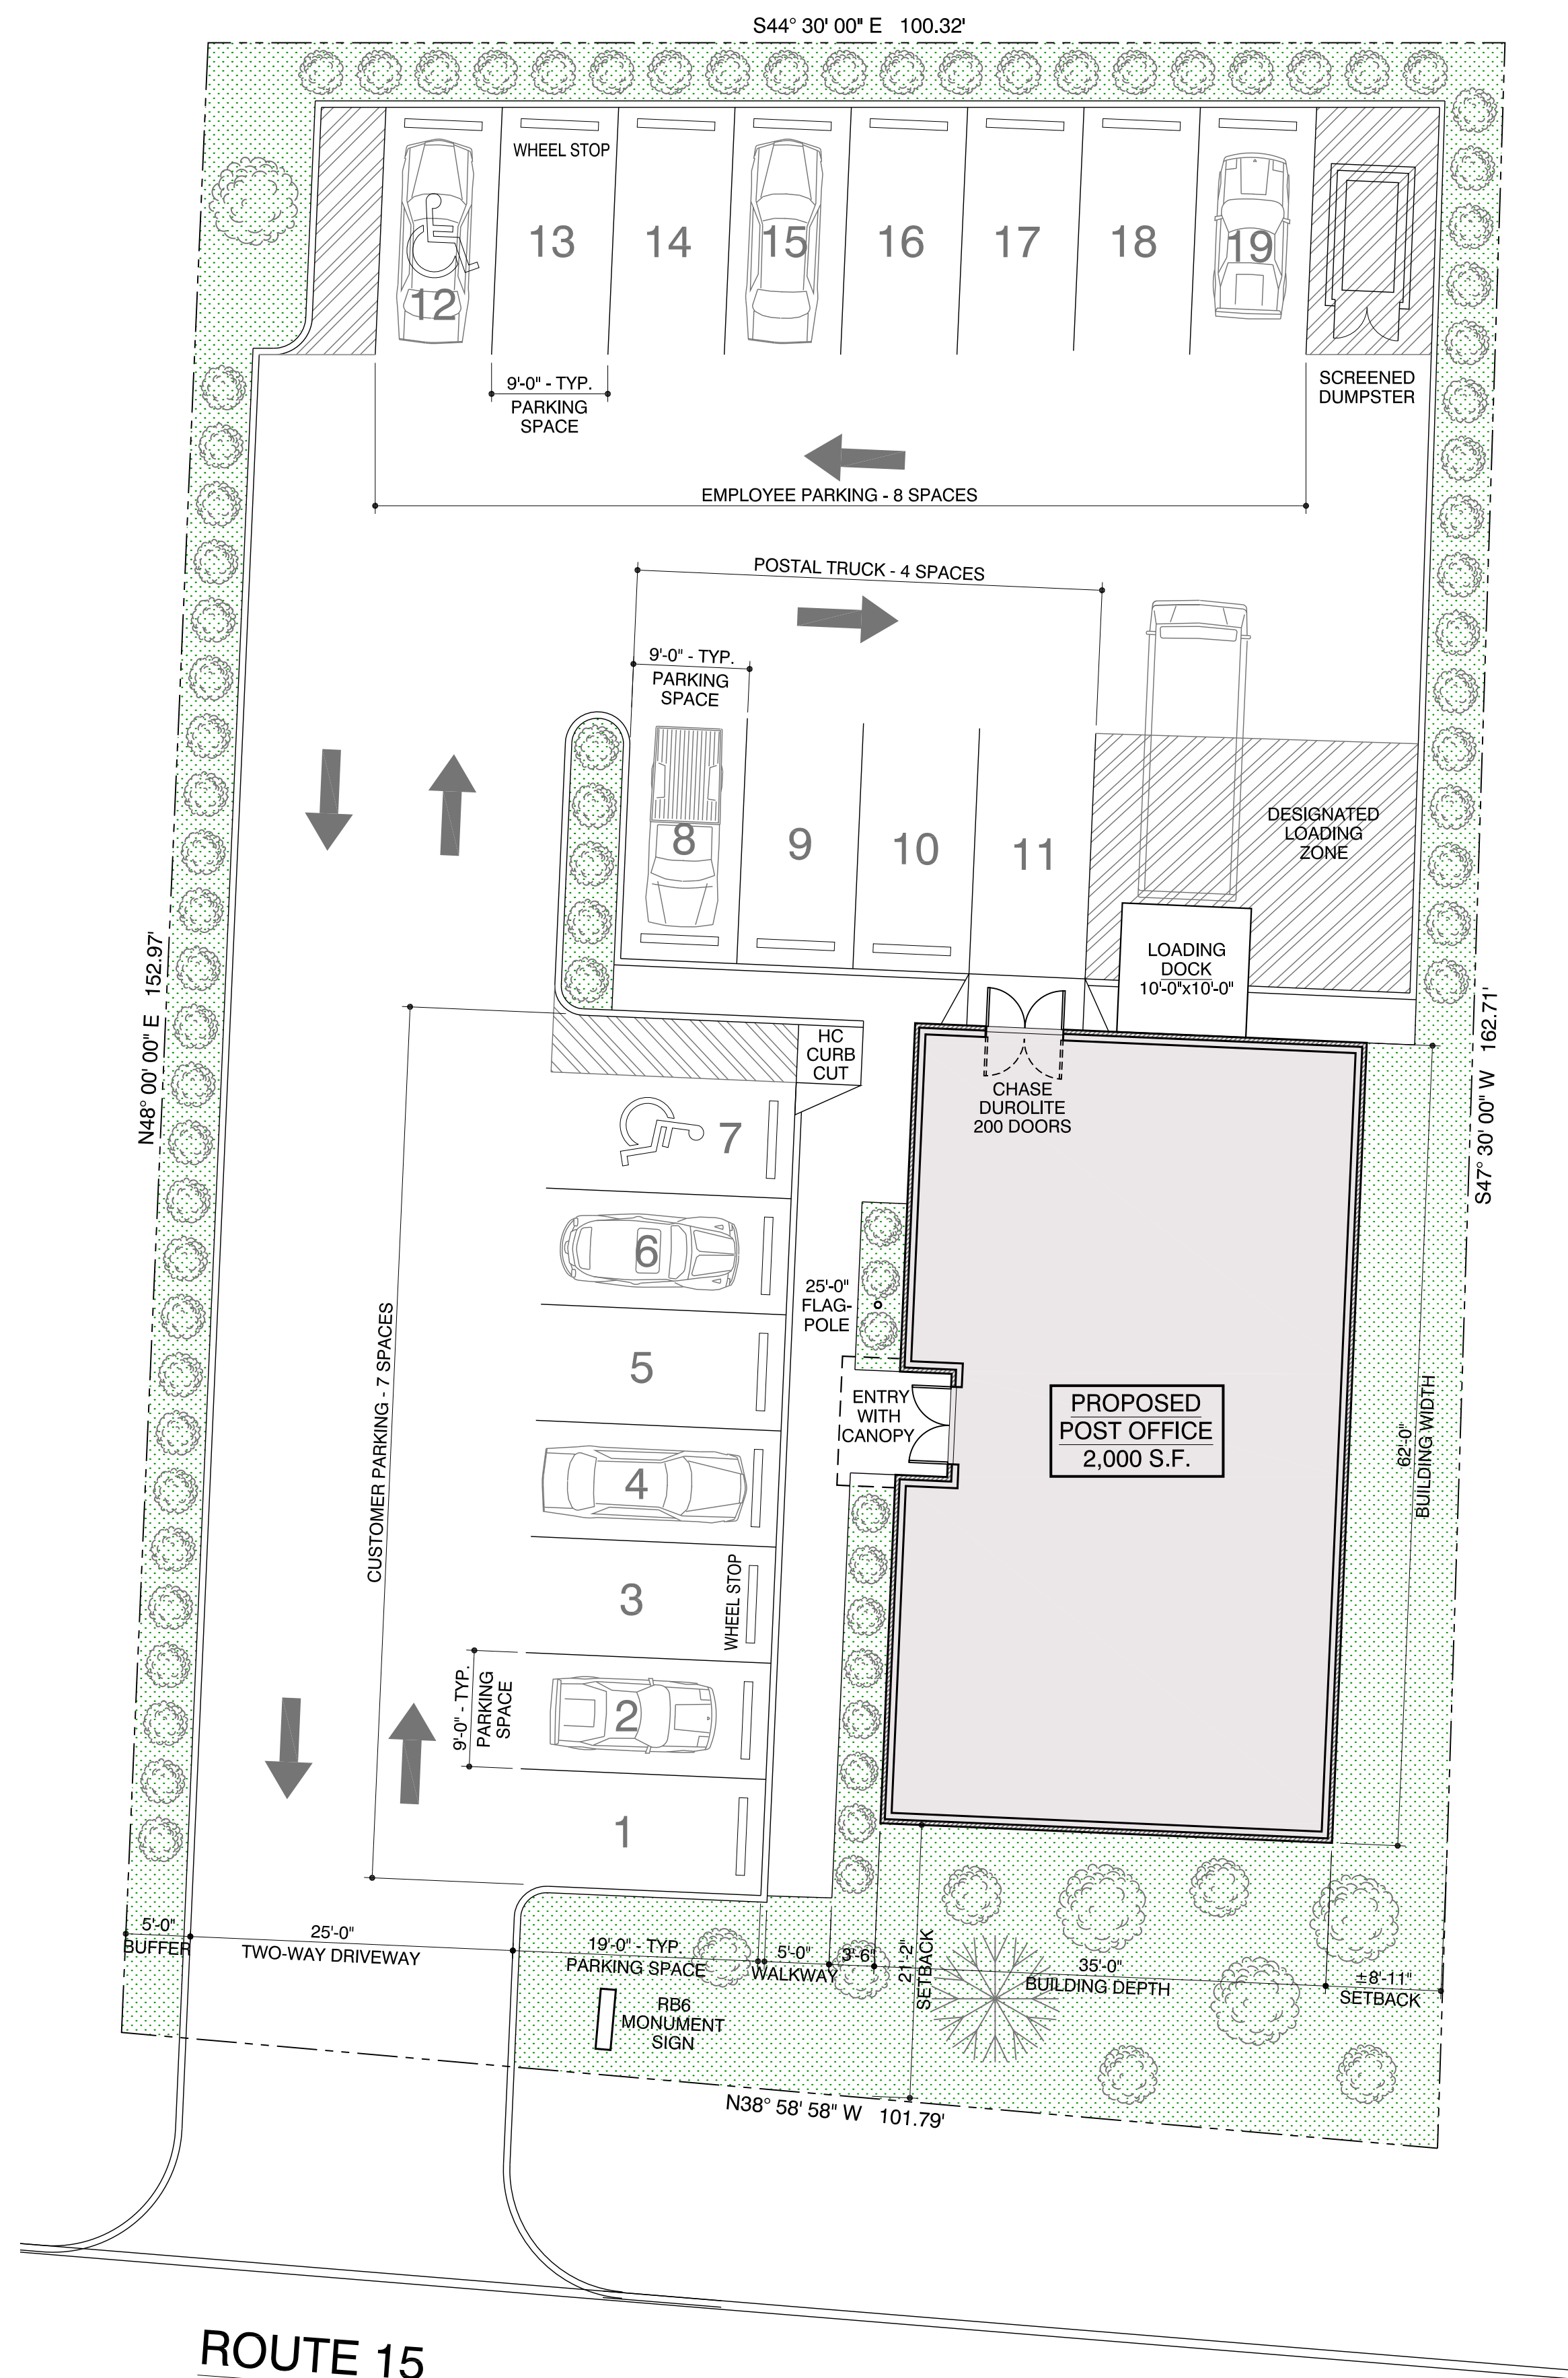 S44° 30' 00" E 100.32'
WHEEL STOP
12
13
14
15
16
17
18
19
9'-0" - TYP.
PARKING
SPACE
SCREENED
DUMPSTER
EMPLOYEE PARKING - 8 SPACES
POSTAL TRUCK - 4 SPACES
9'-0" - TYP.
PARKING
SPACE
8
9
10
11
DESIGNATED
LOADING
ZONE
LOADING
DOCK
10'-0"x10'-0"
N48° 00' 00" E 152.97'
S47° 30' 00" W 162.71'
HC
CURB
CUT
CHASE
DUROLITE
200 DOORS
7
6
5
4
3
2
1
25'-0"
FLAG-
POLE
CUSTOMER PARKING - 7 SPACES
ENTRY
WITH
CANOPY
PROPOSED
POST OFFICE
2,000 S.F.
62'-0"
BUILDING WIDTH
WHEEL STOP
9'-0" - TYP.
PARKING
SPACE
5'-0"
BUFFER
25'-0"
TWO-WAY DRIVEWAY
19'-0" - TYP.
PARKING SPACE
5'-0"
WALKWAY
3'-6"
21'-2"
SETBACK
35'-0"
BUILDING DEPTH
±8'-11"
SETBACK
RB6
MONUMENT
SIGN
N38° 58' 58" W 101.79'
ROUTE 15